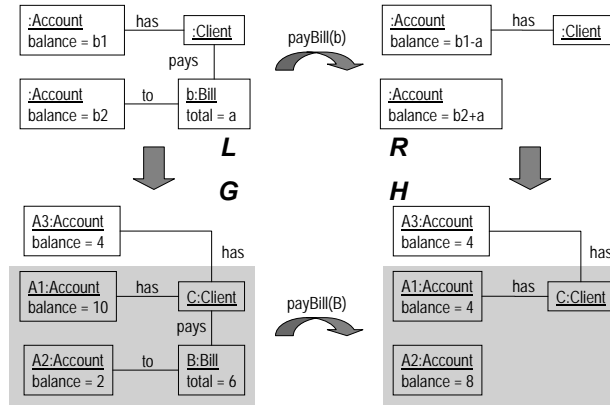 :Account
balance = b1
has
:Client
pays
:Account
balance = b2
to
b:Bill
total = a
payBill(b)
:Account
balance = b1-a
has
:Client
:Account
balance = b2+a
L
R
G
H
A3:Account
balance = 4
has
A1:Account
balance = 10
has
C:Client
pays
A2:Account
balance = 2
to
B:Bill
total = 6
payBill(B)
A3:Account
balance = 4
has
A1:Account
balance = 4
has
C:Client
A2:Account
balance = 8